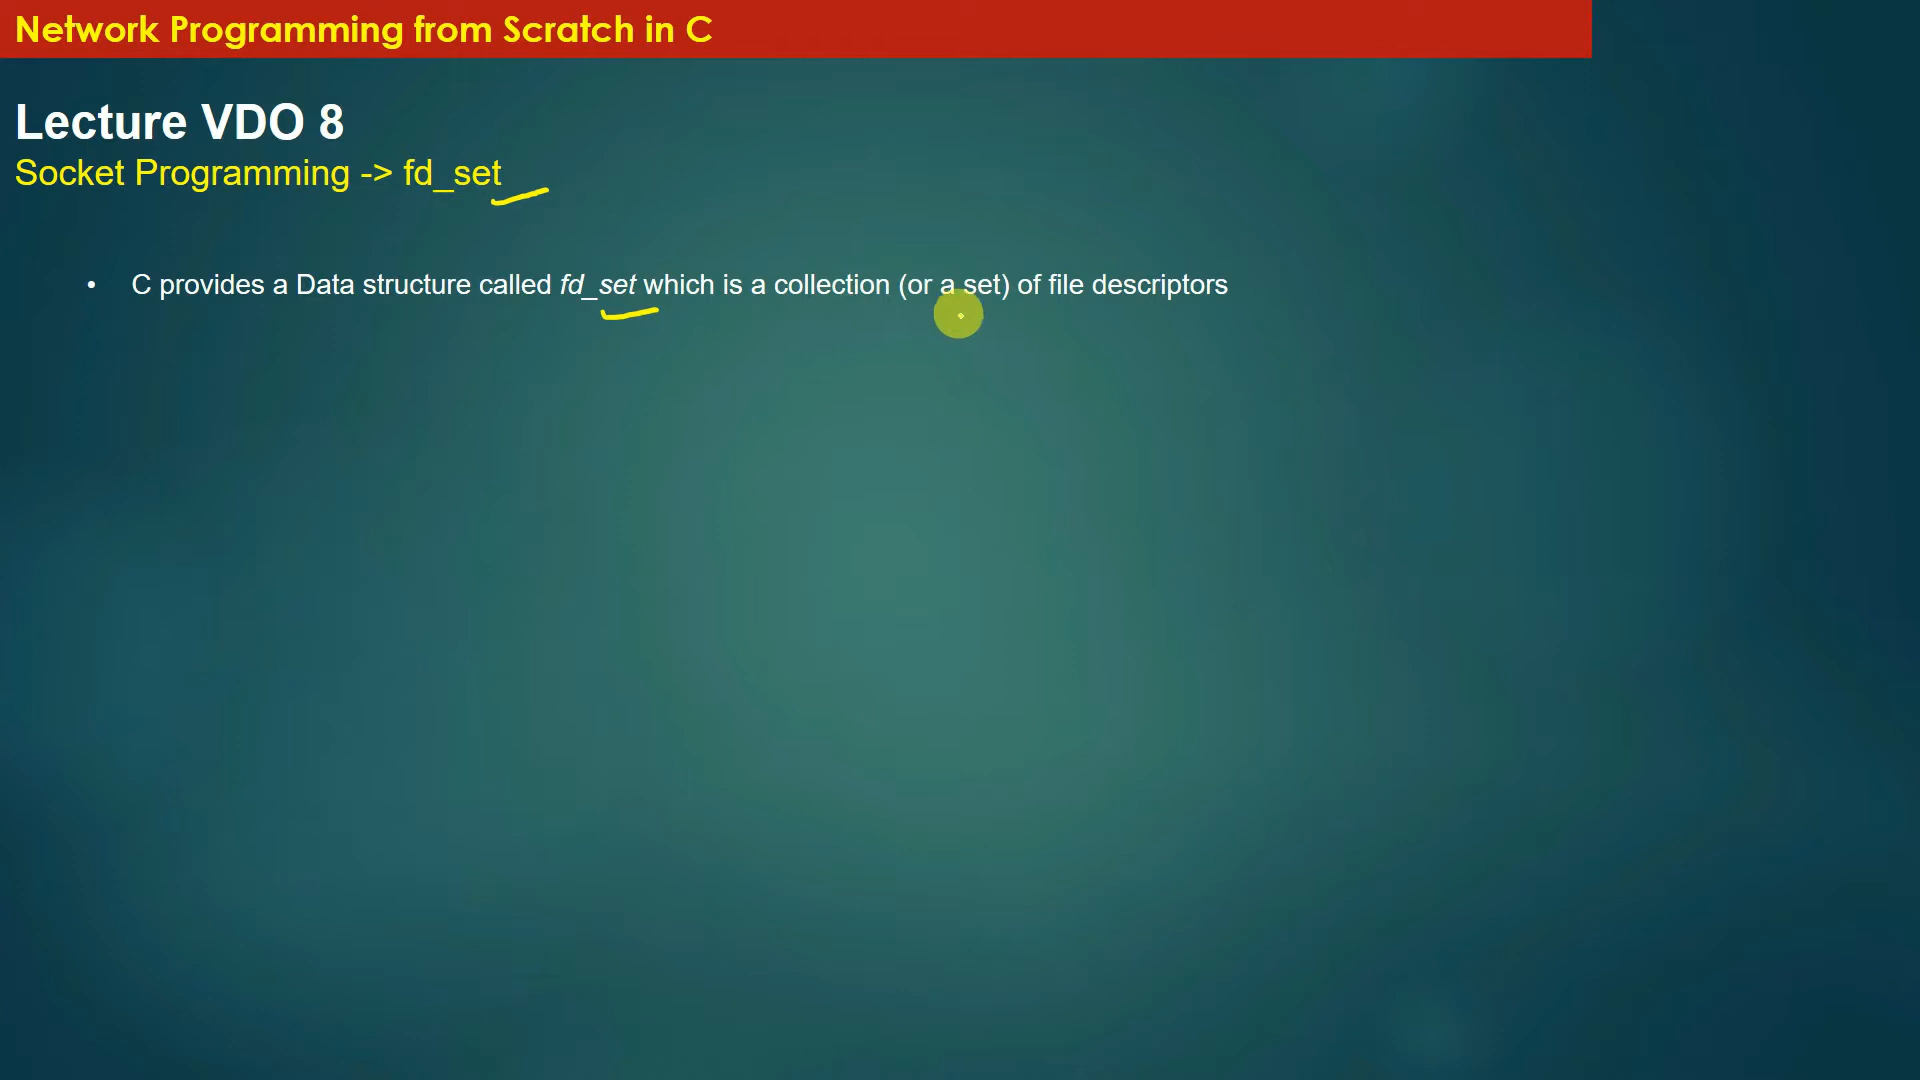 Network Programming from Scratch in C
Lecture VDO 8
Socket Programming -> fd_set
• C provides a Data structure called fd_set which is a collection (or a set) of file descriptors